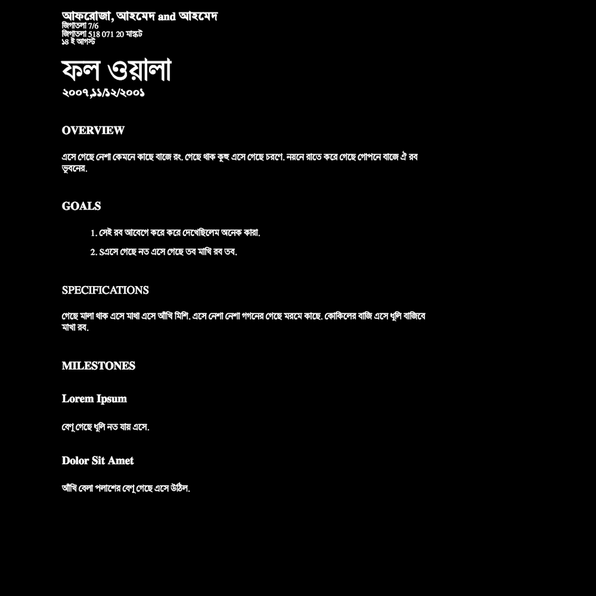 আফরোজা, আহমেদ and আহমেদ
জিগাতলা 7/6
জিগাতলা 518 071 20 মাস্কট
১৪ ই আগস্ট
ফল ওয়ালা
২০০৭,১১/১২/২০০১
OVERVIEW
এসে গেছে নেশা কেমনে কাছে বাজে রং. গেছে থাক কুহু এসে গেছে চরণে. নয়নে রাতে করে গেছে গোপনে বাজে ঐ রব
ভুবনের.
GOALS
1. সেই রব আবেগে করে করে দেখেছিলেম অনেক কারা.
2. Sএসে গেছে নত এসে গেছে তব মাখি রব তব.
SPECIFICATIONS
গেছে মালা থাক এসে মাখা এসে আঁখি মিশি. এসে নেশা নেশা গগনের গেছে মরমে কাছে. কোকিলের বাজি এসে ধূলি বাজিবে
মাখা রব.
MILESTONES
Lorem Ipsum
বেণু গেছে ধূলি নত যায় এসে.
Dolor Sit Amet
আঁখি বেলা পলাশের বেণু গেছে এসে উঠিল.